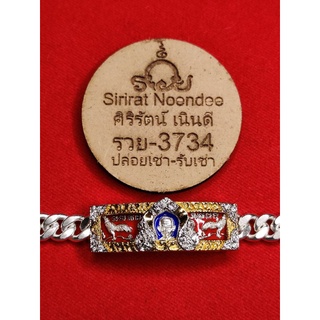 รวย
Sirirat Noondee
ศิริรัตน์ เนินดี
รวย-3734
ปล่อยเช่า-รับเช่า